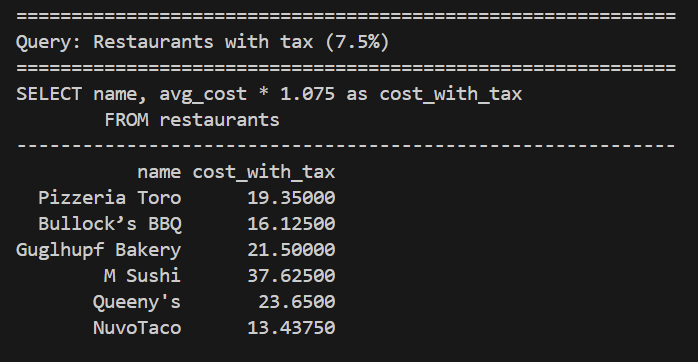 ============================================================
Query: Restaurants with tax (7.5%)
============================================================
SELECT name, avg_cost * 1.075 as cost_with_tax
        FROM restaurants
------------------------------------------------------------
           name cost_with_tax
  Pizzeria Toro      19.35000
  Bullock’s BBQ      16.12500
Guglhupf Bakery      21.50000
        M Sushi      37.62500
       Queeny's       23.6500
       NuvoTaco      13.43750